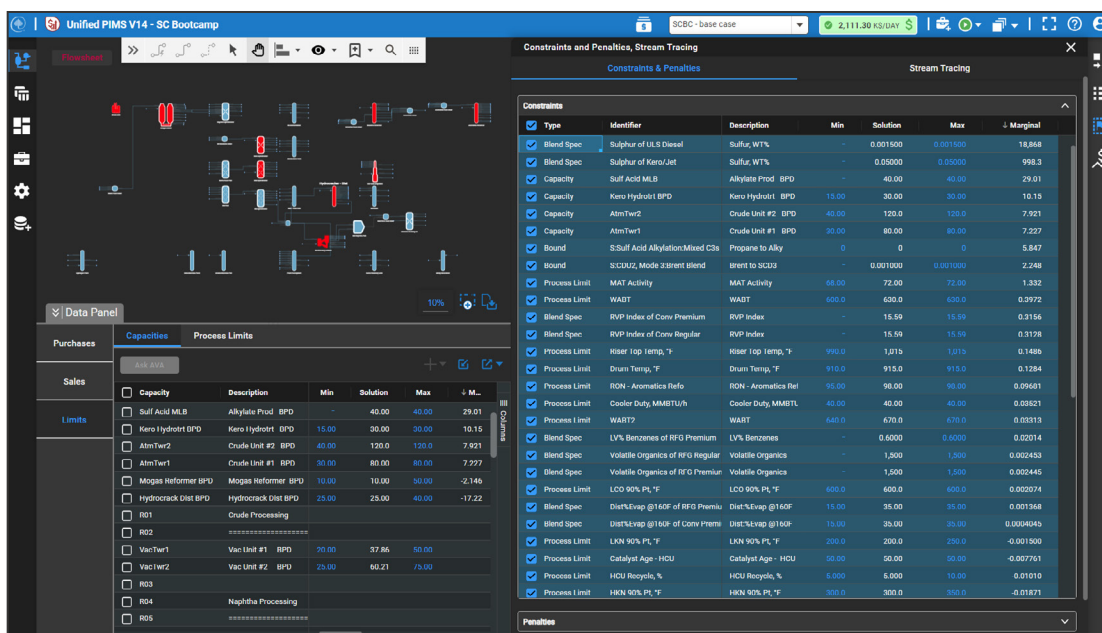 Unified PIMS V14 - SC Bootcamp
SCBC - base case
2,111.30 K$/DAY $
Flowsheet
10%
Data Panel
Purchases
Sales
Limits
Capacities Process Limits
Ask AVA
Capacity Description Min Solution Max M...
Sulf Acid MLB Alkylate Prod BPD - 40.00 40.00 29.01
Kero Hydrotrt BPD Kero Hydrotrt BPD 15.00 30.00 30.00 10.15
AtmTwr2 Crude Unit #2 BPD 40.00 120.0 120.0 7.921
AtmTwr1 Crude Unit #1 BPD 30.00 80.00 80.00 7.227
Mogas Reformer BPD Mogas Reformer BPD 10.00 10.00 50.00 -2.146
Hydrocrack Dist BPD Hydrocrack Dist BPD 25.00 25.00 40.00 -17.22
R01 Crude Processing
R02 ===================
VacTwr1 Vac Unit #1 BPD 20.00 37.86 50.00
VacTwr2 Vac Unit #2 BPD 25.00 60.21 75.00
R03
R04 Naphtha Processing
R05 ===================
Columns
Constraints and Penalties, Stream Tracing
Constraints & Penalties Stream Tracing
Constraints
Type Identifier Description Min Solution Max Marginal
Blend Spec Sulphur of ULS Diesel Sulfur, WT% - 0.001500 0.001500 18,868
Blend Spec Sulphur of Kero/Jet Sulfur, WT% - 0.05000 0.05000 998.3
Capacity Sulf Acid MLB Alkylate Prod BPD - 40.00 40.00 29.01
Capacity Kero Hydrotrt BPD Kero Hydrotrt BPD 15.00 30.00 30.00 10.15
Capacity AtmTwr2 Crude Unit #2 BPD 40.00 120.0 120.0 7.921
Capacity AtmTwr1 Crude Unit #1 BPD 30.00 80.00 80.00 7.227
Bound S:Sulf Acid Alkylation:Mixed C3s Propane to Alky 0 0 0 5.847
Bound S:CDU2, Mode 3:Brent Blend Brent to SCD3 - 0.001000 0.001000 2.248
Process Limit MAT Activity MAT Activity 68.00 72.00 72.00 1.332
Process Limit WABT WABT 600.0 630.0 630.0 0.3972
Blend Spec RVP Index of Conv Premium RVP Index - 15.59 15.59 0.3156
Blend Spec RVP Index of Conv Regular RVP Index - 15.59 15.59 0.3128
Process Limit Riser Top Temp, °F Riser Top Temp, °F 990.0 1,015 1,015 0.1486
Process Limit Drum Temp, °F Drum Temp, °F 910.0 915.0 915.0 0.1284
Process Limit RON - Aromatics Refo RON - Aromatics Ref 95.00 90.00 90.00 0.09681
Process Limit Cooler Duty, MMBTU/h Cooler Duty, MMBTU 40.00 40.00 40.00 0.03521
Process Limit WABT2 WABT 640.0 670.0 670.0 0.03313
Blend Spec LV% Benzenes of RFG Premium LV% Benzenes - 0.6000 0.6000 0.02014
Blend Spec Volatile Organics of RFG Regular Volatile Organics - 1,500 1,500 0.002453
Blend Spec Volatile Organics of RFG Premium Volatile Organics - 1,500 1,500 0.002445
Process Limit LCO 90% Pt, °F LCO 90% Pt, °F 600.0 600.0 600.0 0.002074
Blend Spec Dist%Evap @160F of RFG Premiu Dist%Evap @160F 15.00 35.00 35.00 0.001368
Blend Spec Dist%Evap @160F of Conv Premi Dist%Evap @160F 15.00 35.00 35.00 0.0004045
Process Limit LKN 90% Pt, °F LKN 90% Pt, °F 200.0 200.0 250.0 -0.001500
Process Limit Catalyst Age - HCU Catalyst Age - HCU 50.00 50.00 50.00 -0.007761
Process Limit HCU Recycle, % HCU Recycle, % 5.000 5.000 10.00 0.01010
Process Limit HKN 90% Pt, °F HKN 90% Pt, °F 300.0 300.0 350.0 -0.01871
Penalties